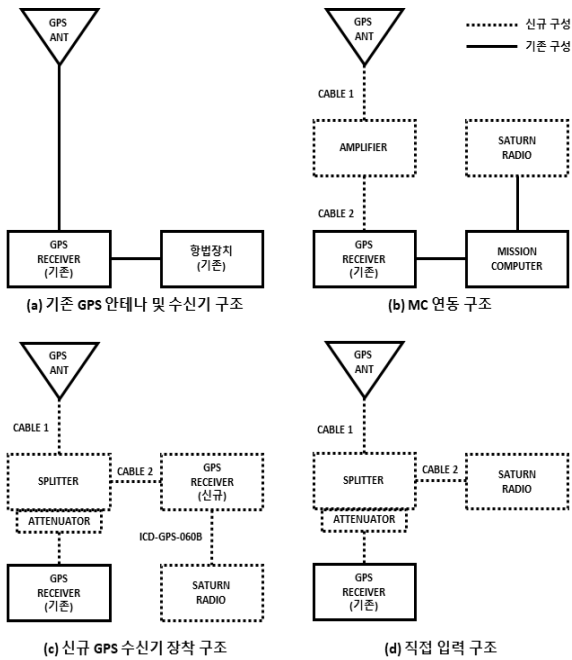 GPS
ANT
GPS
RECEIVER
(기존)
항법장치
(기존)
(a) 기존 GPS 안테나 및 수신기 구조
신규 구성
기존 구성
GPS
ANT
CABLE 1
AMPLIFIER
SATURN
RADIO
CABLE 2
GPS
RECEIVER
(기존)
MISSION
COMPUTER
(b) MC 연동 구조
GPS
ANT
CABLE 1
SPLITTER
CABLE 2
GPS
RECEIVER
(신규)
ATTENUATOR
ICD-GPS-060B
GPS
RECEIVER
(기존)
SATURN
RADIO
(c) 신규 GPS 수신기 장착 구조
GPS
ANT
CABLE 1
SPLITTER
CABLE 2
SATURN
RADIO
ATTENUATOR
GPS
RECEIVER
(기존)
(d) 직접 입력 구조